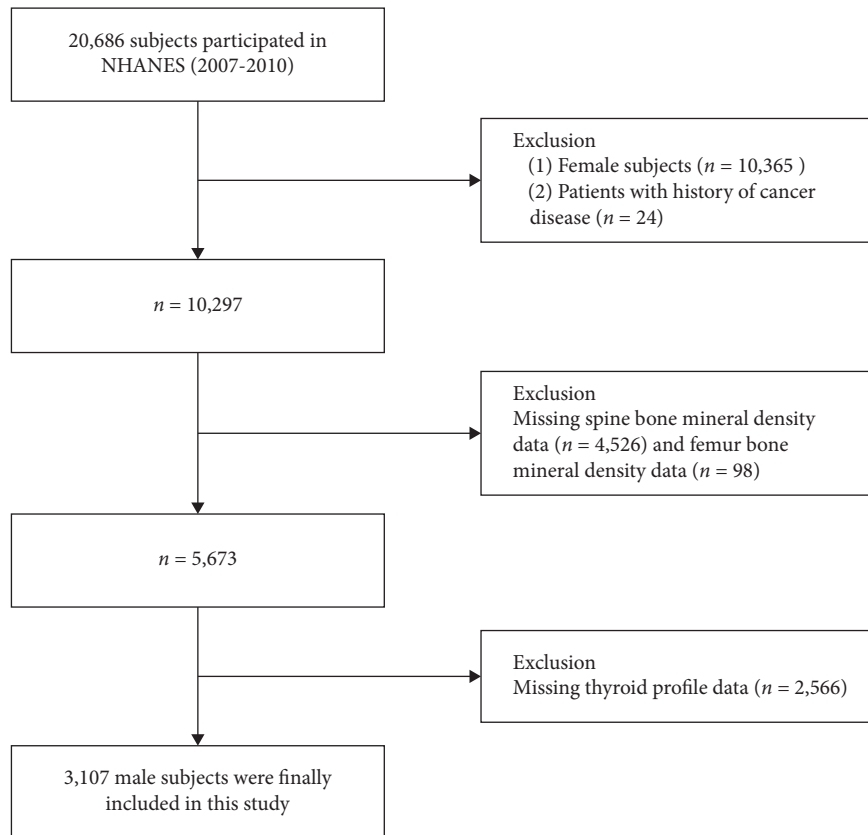 20,686 subjects participated in
NHANES (2007-2010)
Exclusion
(1) Female subjects (n = 10,365 )
(2) Patients with history of cancer
disease (n = 24)
n = 10,297
Exclusion
Missing spine bone mineral density
data (n = 4,526) and femur bone
mineral density data (n = 98)
n = 5,673
Exclusion
Missing thyroid profile data (n = 2,566)
3,107 male subjects were finally
included in this study